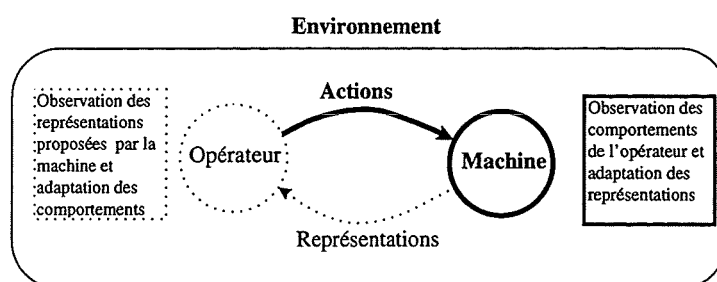 Environnement
Observation des
représentations
proposées par la
machine et
adaptation des
comportements
Opérateur
Actions
Machine
Représentations
Observation des
comportements
de l'opérateur et
adaptation des
représentations